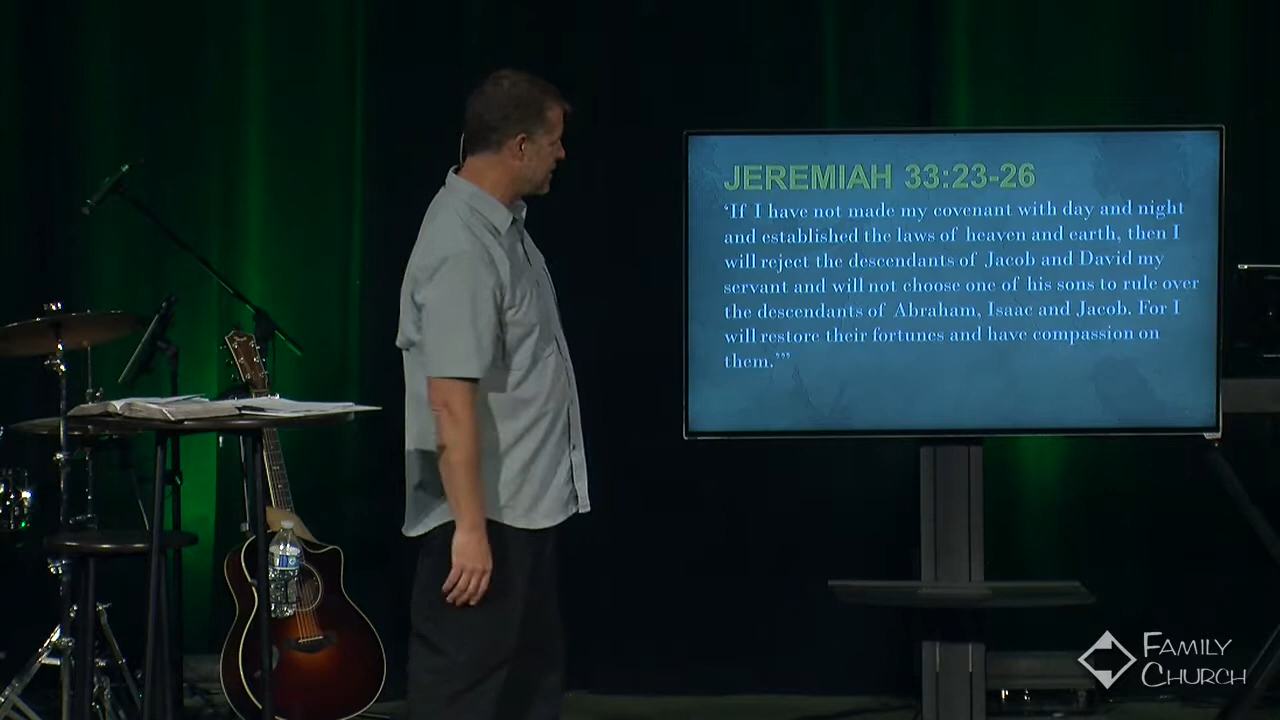 JEREMIAH 33:23-26
‘If I have not made my covenant with day and night
and established the laws of heaven and earth, then I
will reject the descendants of Jacob and David my
servant and will not choose one of his sons to rule over
the descendants of Abraham, Isaac and Jacob. For I
will restore their fortunes and have compassion on
them.’”
FAMILY
CHURCH